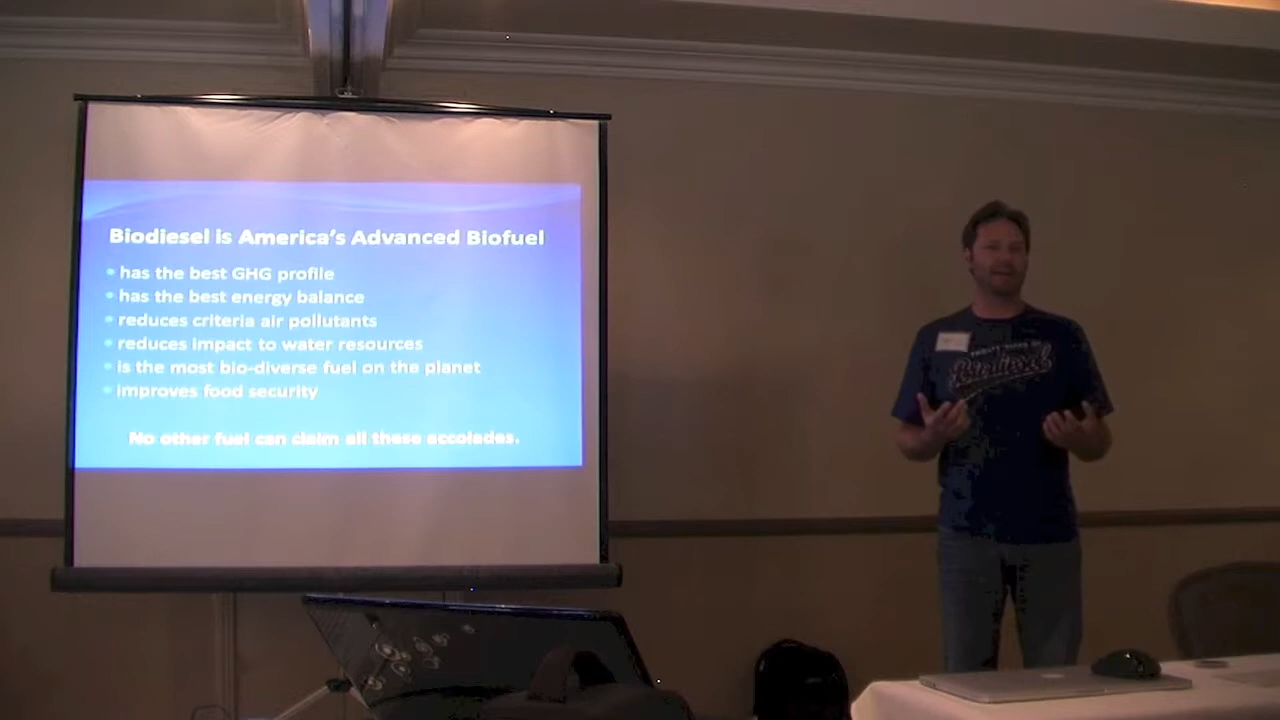 Biodiesel is America's Advanced Biofuel
has the best GHG profile
has the best energy balance
reduces criteria air pollutants
reduces impact to water resources
is the most bio-diverse fuel on the planet
improves food security
No other fuel can claim all these accolades.
Biodiesel